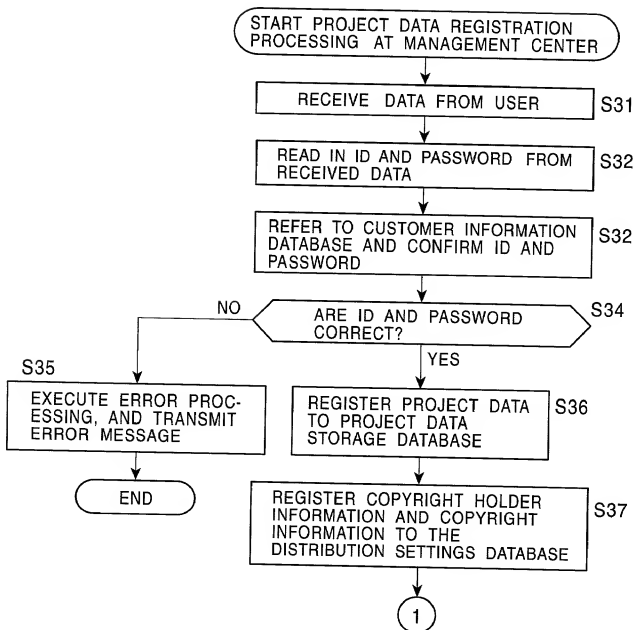 START PROJECT DATA REGISTRATION
PROCESSING AT MANAGEMENT CENTER
RECEIVE DATA FROM USER
S31
READ IN ID AND PASSWORD FROM
RECEIVED DATA
S32
REFER TO CUSTOMER INFORMATION
DATABASE AND CONFIRM ID AND
PASSWORD
S32
ARE ID AND PASSWORD
CORRECT?
S34
NO
YES
S35
EXECUTE ERROR PROC-
ESSING, AND TRANSMIT
ERROR MESSAGE
END
REGISTER PROJECT DATA
TO PROJECT DATA
STORAGE DATABASE
S36
REGISTER COPYRIGHT HOLDER
INFORMATION AND COPYRIGHT
INFORMATION TO THE
DISTRIBUTION SETTINGS DATABASE
S37
1